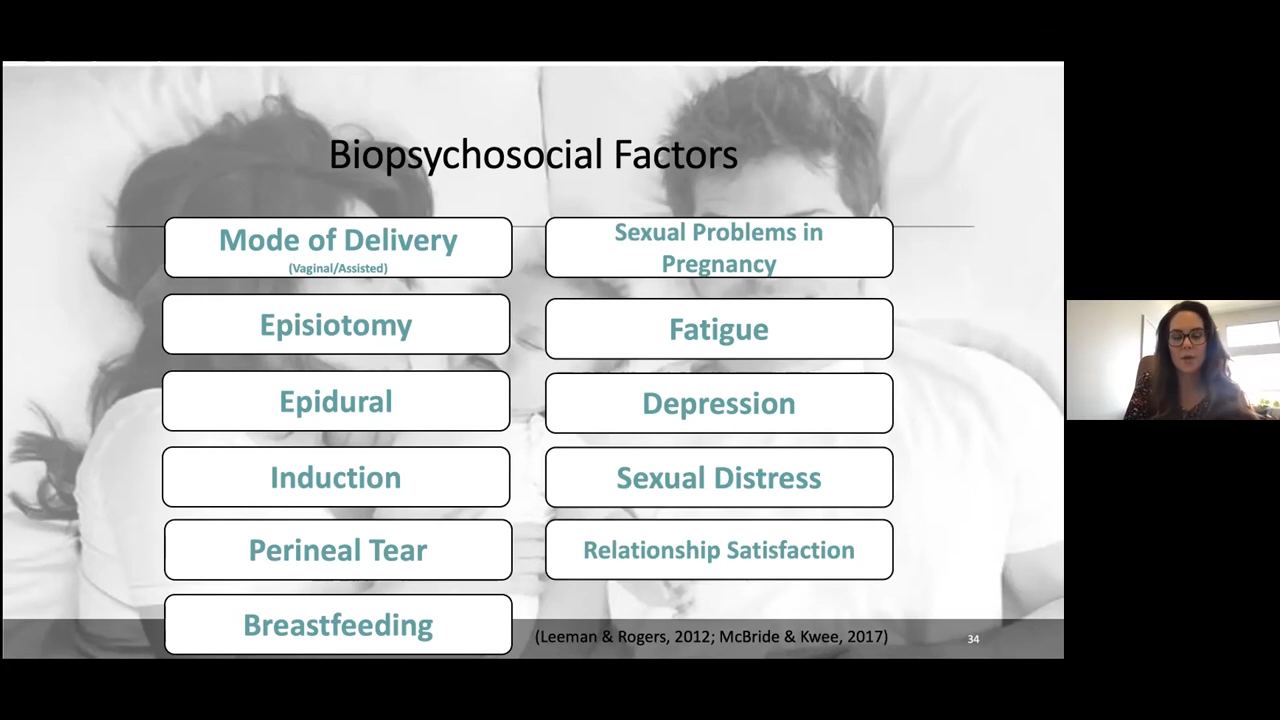 Biopsychosocial Factors
Mode of Delivery
(Vaginal/Assisted)
Episiotomy
Epidural
Induction
Perineal Tear
Breastfeeding
Sexual Problems in
Pregnancy
Fatigue
Depression
Sexual Distress
Relationship Satisfaction
(Leeman & Rogers, 2012; McBride & Kwee, 2017)
34